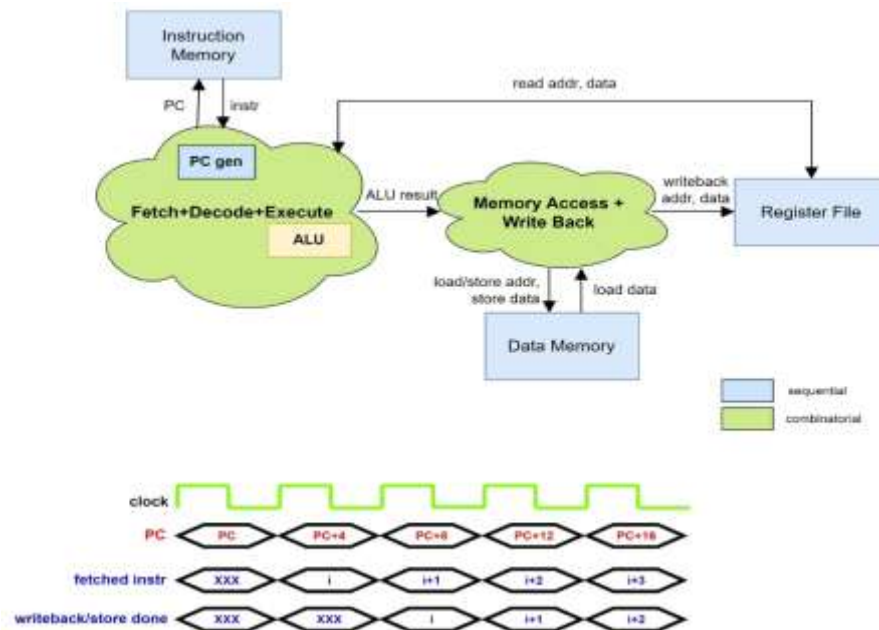 Instruction
Memory
read addr, data
PC
instr
PC gen
Fetch+Decode+Execute
ALU
ALU result
Memory Access +
Write Back
writeback
addr, data
Register File
load/store addr,
store data
load data
Data Memory
sequential
combinatorial
clock
PC PC PC+4 PC+8 PC+12 PC+16
fetched instr XXX i i+1 i+2 i+3
writeback/store done XXX XXX i i+1 i+2